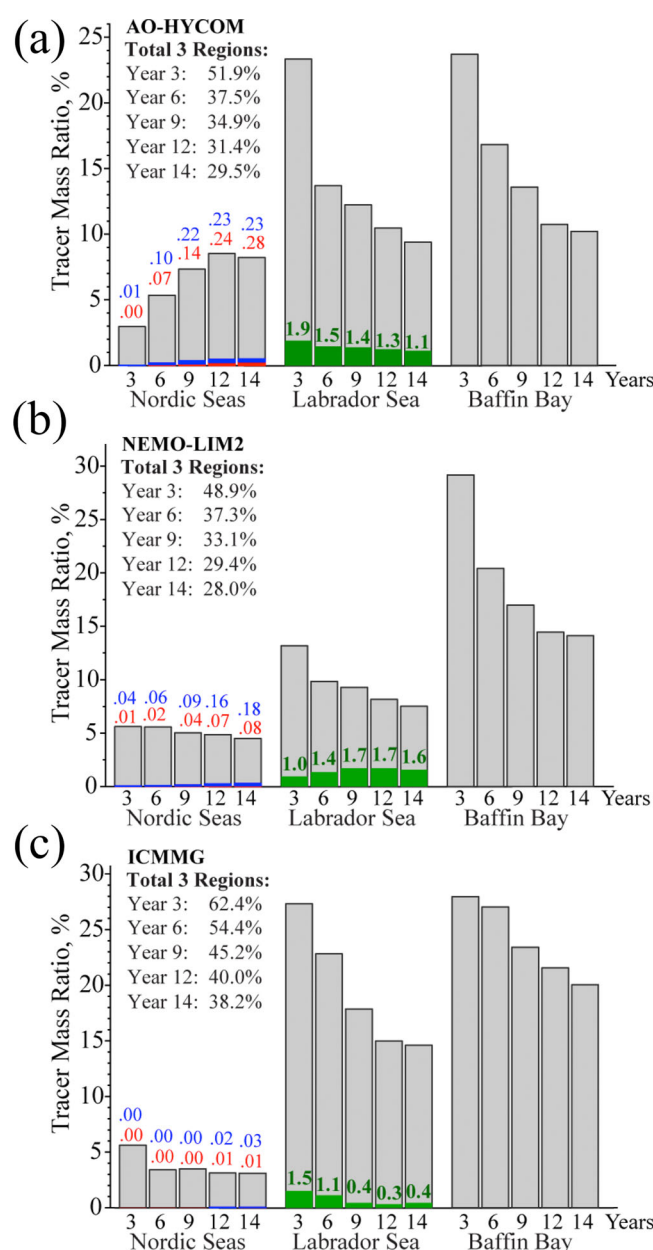 (a)
AO-HYCOM
Total 3 Regions:
Year 3: 51.9%
Year 6: 37.5%
Year 9: 34.9%
Year 12: 31.4%
Year 14: 29.5%
Tracer Mass Ratio, %
25
20
15
10
5
0
.01 .10 .22 .23 .23
.00 .07 .14 .24 .28
1.9 1.5 1.4 1.3 1.1
3 6 9 12 14 3 6 9 12 14 3 6 9 12 14 Years
Nordic Seas Labrador Sea Baffin Bay
(b)
NEMO-LIM2
Total 3 Regions:
Year 3: 48.9%
Year 6: 37.3%
Year 9: 33.1%
Year 12: 29.4%
Year 14: 28.0%
Tracer Mass Ratio, %
30
25
20
15
10
5
0
.04 .06 .09 .16 .18
.01 .02 .04 .07 .08
1.0 1.4 1.7 1.7 1.6
3 6 9 12 14 3 6 9 12 14 3 6 9 12 14 Years
Nordic Seas Labrador Sea Baffin Bay
(c)
ICMMG
Total 3 Regions:
Year 3: 62.4%
Year 6: 54.4%
Year 9: 45.2%
Year 12: 40.0%
Year 14: 38.2%
Tracer Mass Ratio, %
30
25
20
15
10
5
0
.00 .00 .00 .02 .03
.00 .00 .00 .01 .01
1.5 1.1 0.4 0.3 0.4
3 6 9 12 14 3 6 9 12 14 3 6 9 12 14 Years
Nordic Seas Labrador Sea Baffin Bay